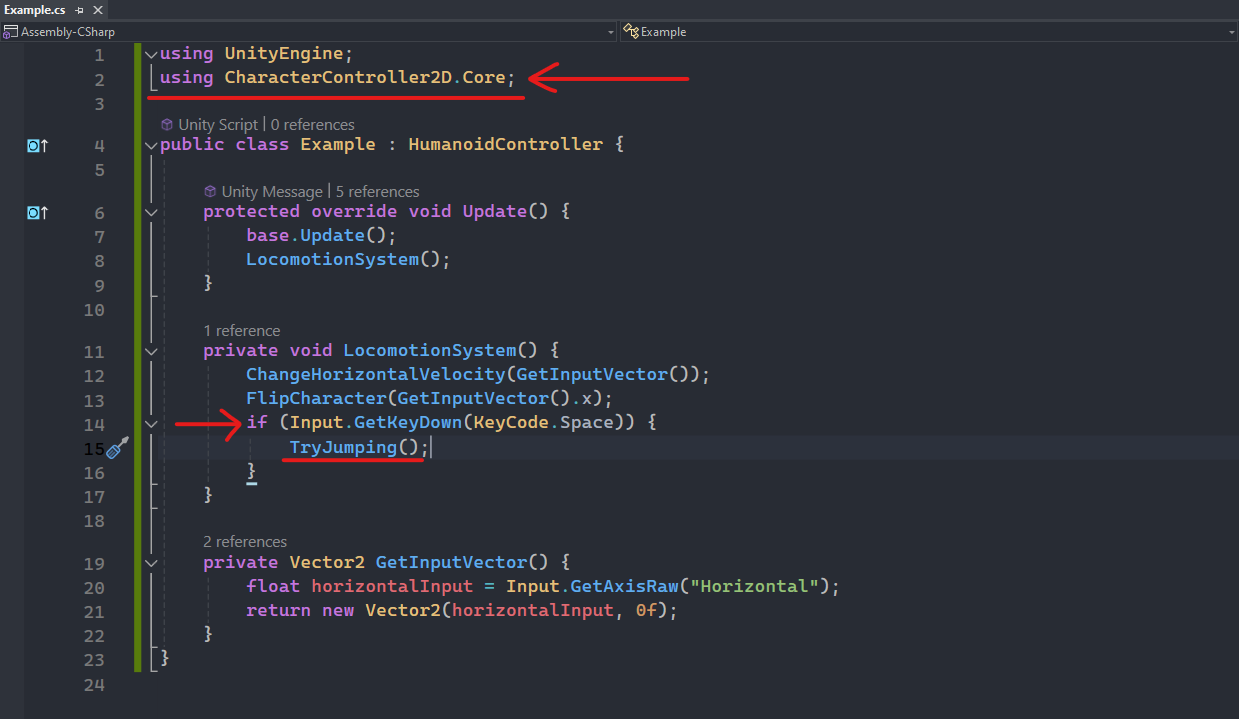 Example.cs
Assembly-CSharp Example
1 using UnityEngine;
2 using CharacterController2D.Core;
3
Unity Script | 0 references
4 public class Example : HumanoidController {
5
Unity Message | 5 references
6 protected override void Update() {
7 base.Update();
8 LocomotionSystem();
9 }
10
1 reference
11 private void LocomotionSystem() {
12 ChangeHorizontalVelocity(GetInputVector());
13 FlipCharacter(GetInputVector().x);
14 if (Input.GetKeyDown(KeyCode.Space)) {
15 TryJumping();
16 }
17 }
18
2 references
19 private Vector2 GetInputVector() {
20 float horizontalInput = Input.GetAxisRaw("Horizontal");
21 return new Vector2(horizontalInput, 0f);
22 }
23 }
24